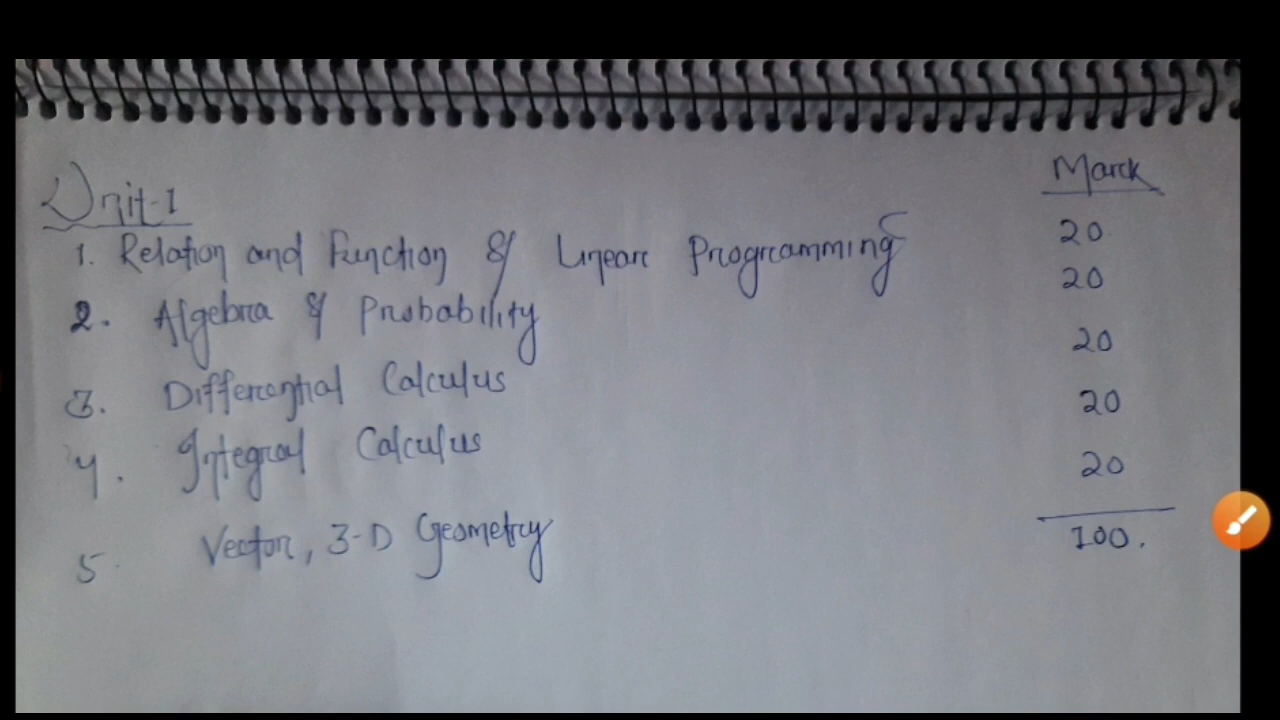 Marck
Unit-1
1. Relation and Function & Linear Programming 20
2. Algebra & Probability 20
3. Differential Calculus 20
4. Integral Calculus 20
5. Vector, 3-D Geometry 20
100.